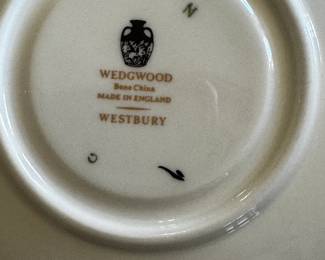 N
WEDGWOOD
Bone China
MADE IN ENGLAND
WESTBURY
C